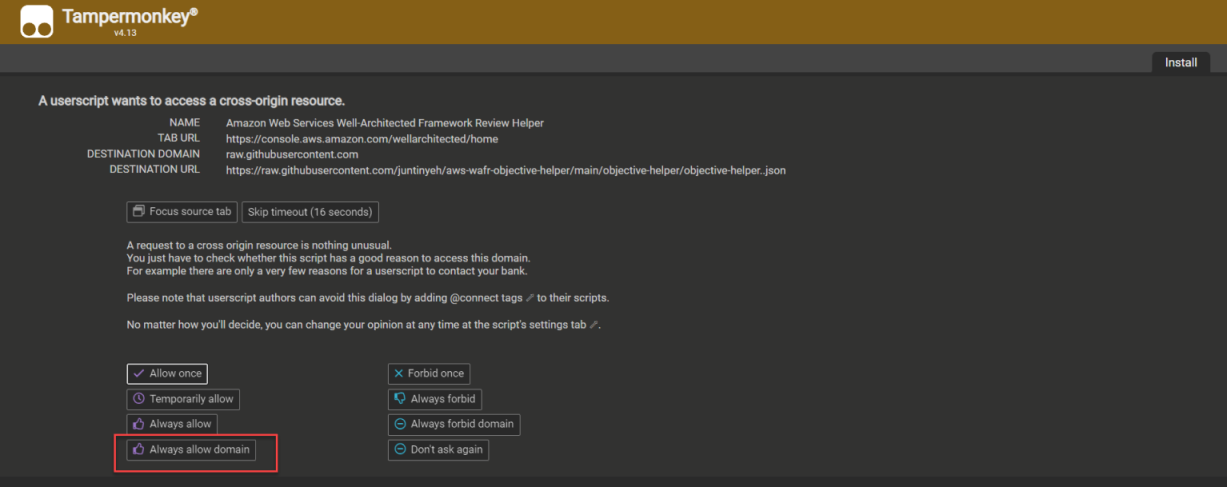 Tampermonkey®
v4.13
Install
A userscript wants to access a cross-origin resource.
NAME Amazon Web Services Well-Architected Framework Review Helper
TAB URL https://console.aws.amazon.com/wellarchitected/home
DESTINATION DOMAIN raw.githubusercontent.com
DESTINATION URL https://raw.githubusercontent.com/juntinyeh/aws-wafr-objective-helper/main/objective-helper/objective-helper..json
Focus source tab Skip timeout (16 seconds)
A request to a cross origin resource is nothing unusual.
You just have to check whether this script has a good reason to access this domain.
For example there are only a very few reasons for a userscript to contact your bank.
Please note that userscript authors can avoid this dialog by adding @connect tags to their scripts.
No matter how you'll decide, you can change your opinion at any time at the script's settings tab .
Allow once Forbid once
Temporarily allow Always forbid
Always allow Always forbid domain
Always allow domain Don't ask again